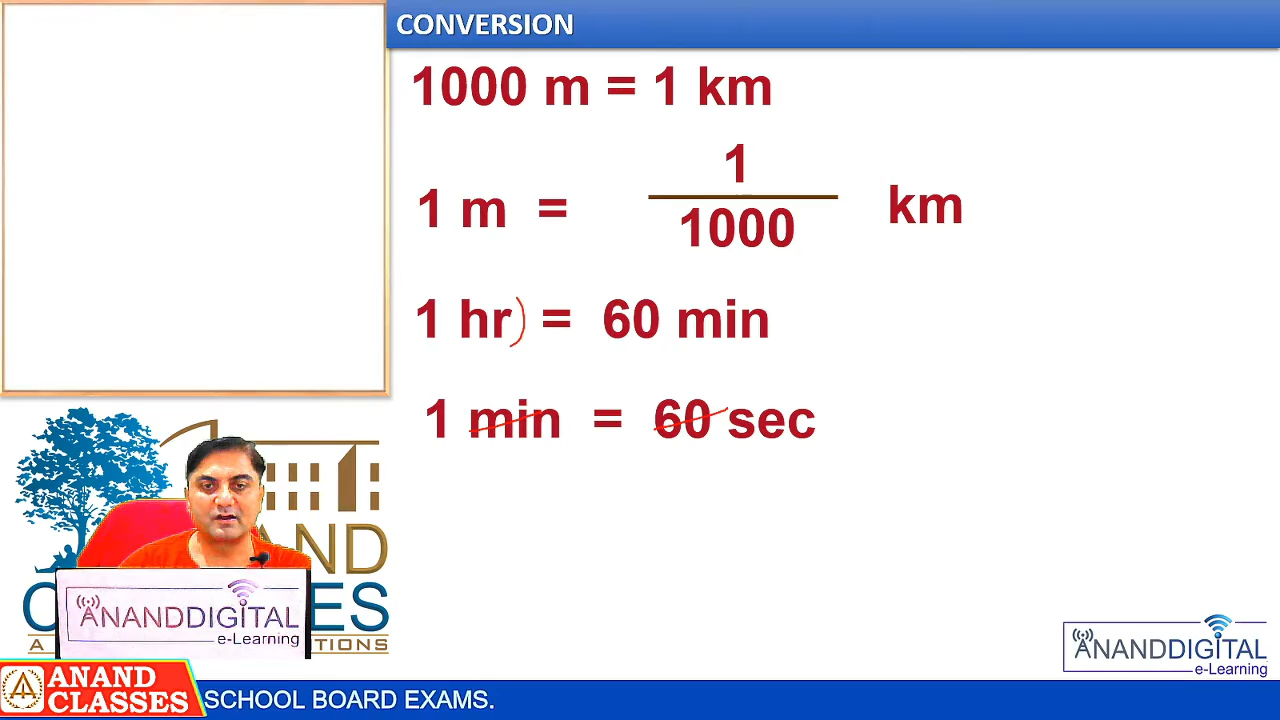 CONVERSION
1000 m = 1 km
1 m = 1/1000 km
1 hr) = 60 min
1 min = 60 sec
ANANDDIGITAL
e-Learning
ANANDDIGITAL
e-Learning
ANAND
CLASSES
SCHOOL BOARD EXAMS.